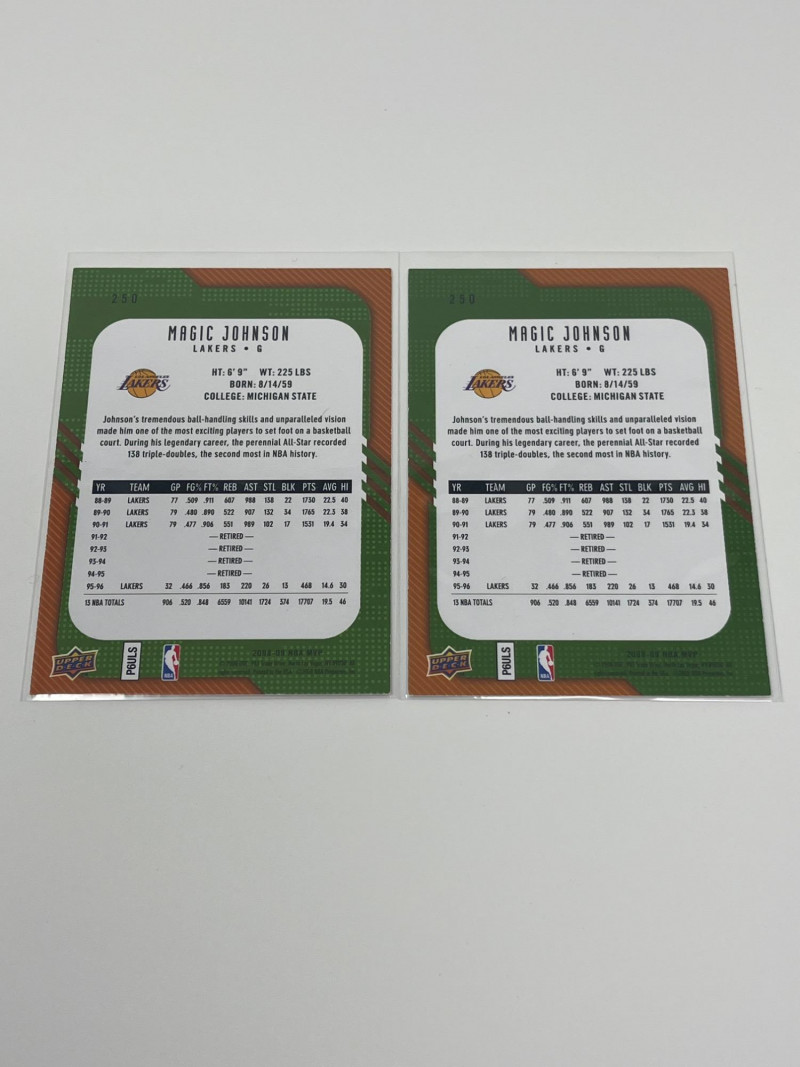 250
MAGIC JOHNSON
LAKERS • G
LAKERS
HT: 6' 9" WT: 225 LBS
BORN: 8/14/59
COLLEGE: MICHIGAN STATE
Johnson's tremendous ball-handling skills and unparalleled vision
made him one of the most exciting players to set foot on a basketball
court. During his legendary career, the perennial All-Star recorded
138 triple-doubles, the second most in NBA history.
YR TEAM GP FG% FT% REB AST STL BLK PTS AVG HI
88-89 LAKERS 77 .509 .911 607 988 138 22 1730 22.5 40
89-90 LAKERS 79 .480 .890 522 907 132 34 1765 22.3 38
90-91 LAKERS 79 .477 .906 551 989 102 17 1531 19.4 34
91-92 — RETIRED —
92-93 — RETIRED —
93-94 — RETIRED —
94-95 — RETIRED —
95-96 LAKERS 32 .466 .856 183 220 26 13 468 14.6 30
13 NBA TOTALS 906 .520 .848 6559 10141 1724 374 17707 19.5 46
UPPER DECK
P6ULS
NBA
2008-09 NBA MVP
250
MAGIC JOHNSON
LAKERS • G
LAKERS
HT: 6' 9" WT: 225 LBS
BORN: 8/14/59
COLLEGE: MICHIGAN STATE
Johnson's tremendous ball-handling skills and unparalleled vision
made him one of the most exciting players to set foot on a basketball
court. During his legendary career, the perennial All-Star recorded
138 triple-doubles, the second most in NBA history.
YR TEAM GP FG% FT% REB AST STL BLK PTS AVG HI
88-89 LAKERS 77 .509 .911 607 988 138 22 1730 22.5 40
89-90 LAKERS 79 .480 .890 522 907 132 34 1765 22.3 38
90-91 LAKERS 79 .477 .906 551 989 102 17 1531 19.4 34
91-92 — RETIRED —
92-93 — RETIRED —
93-94 — RETIRED —
94-95 — RETIRED —
95-96 LAKERS 32 .466 .856 183 220 26 13 468 14.6 30
13 NBA TOTALS 906 .520 .848 6559 10141 1724 374 17707 19.5 46
UPPER DECK
P6ULS
NBA
2008-09 NBA MVP